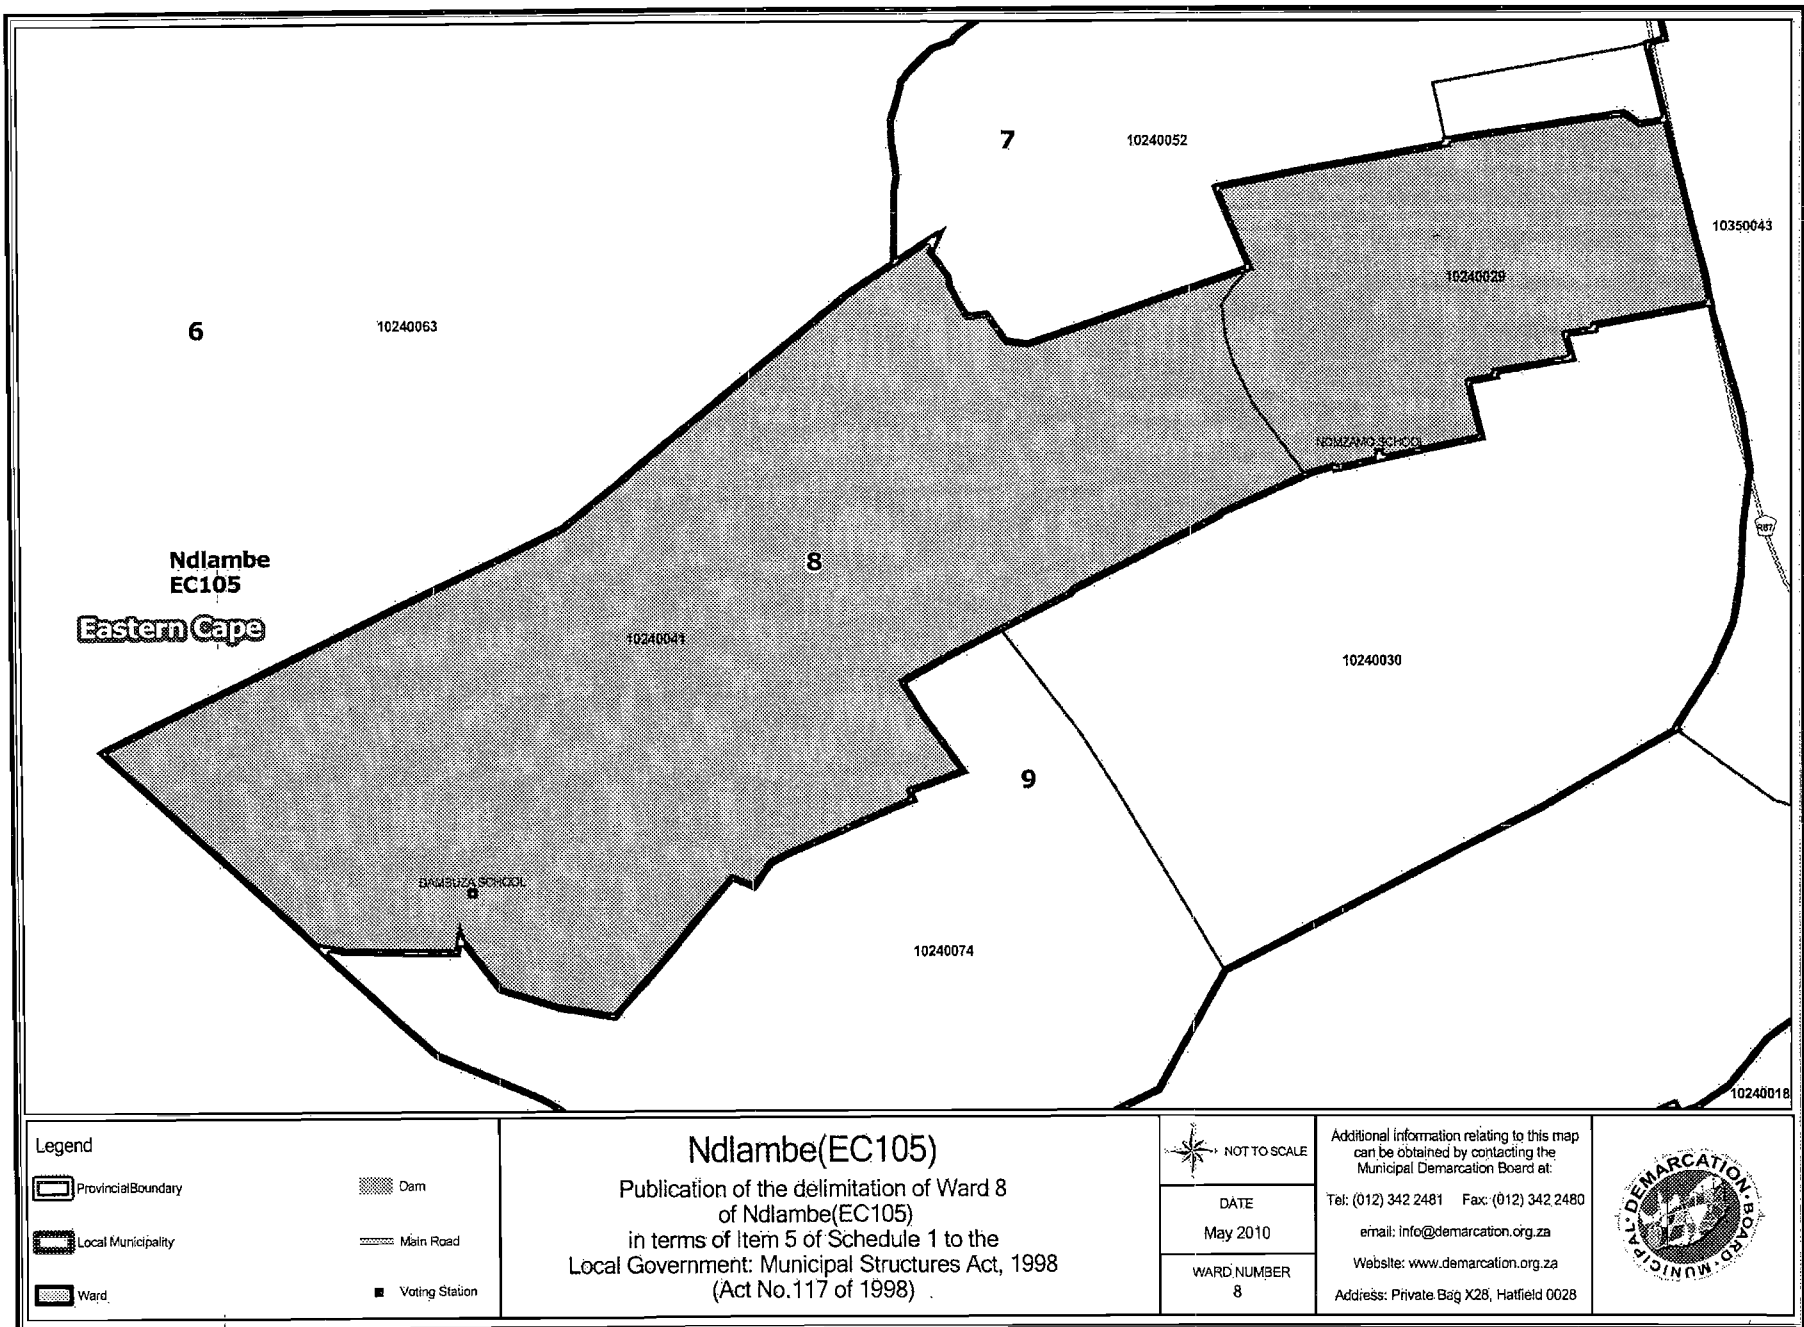 7
10240052
10350043
10240029
6
10240063
NOMZAMO SCHOOL
R67
Ndlambe
EC105
8
Eastern Cape
10240041
10240030
9
DAMBUZA SCHOOL
10240074
10240018
Legend
ProvincialBoundary
Local Municipality
Ward
Dam
Main Road
Voting Station
Ndlambe(EC105)
Publication of the delimitation of Ward 8
of Ndlambe(EC105)
in terms of Item 5 of Schedule 1 to the
Local Government: Municipal Structures Act, 1998
(Act No.117 of 1998)
NOT TO SCALE
DATE
May 2010
WARD NUMBER
8
Additional information relating to this map
can be obtained by contacting the
Municipal Demarcation Board at:
Tel: (012) 342 2481 Fax: (012) 342 2480
email: info@demarcation.org.za
Website: www.demarcation.org.za
Address: Private Bag X28, Hatfield 0028
MUNICIPAL DEMARCATION BOARD